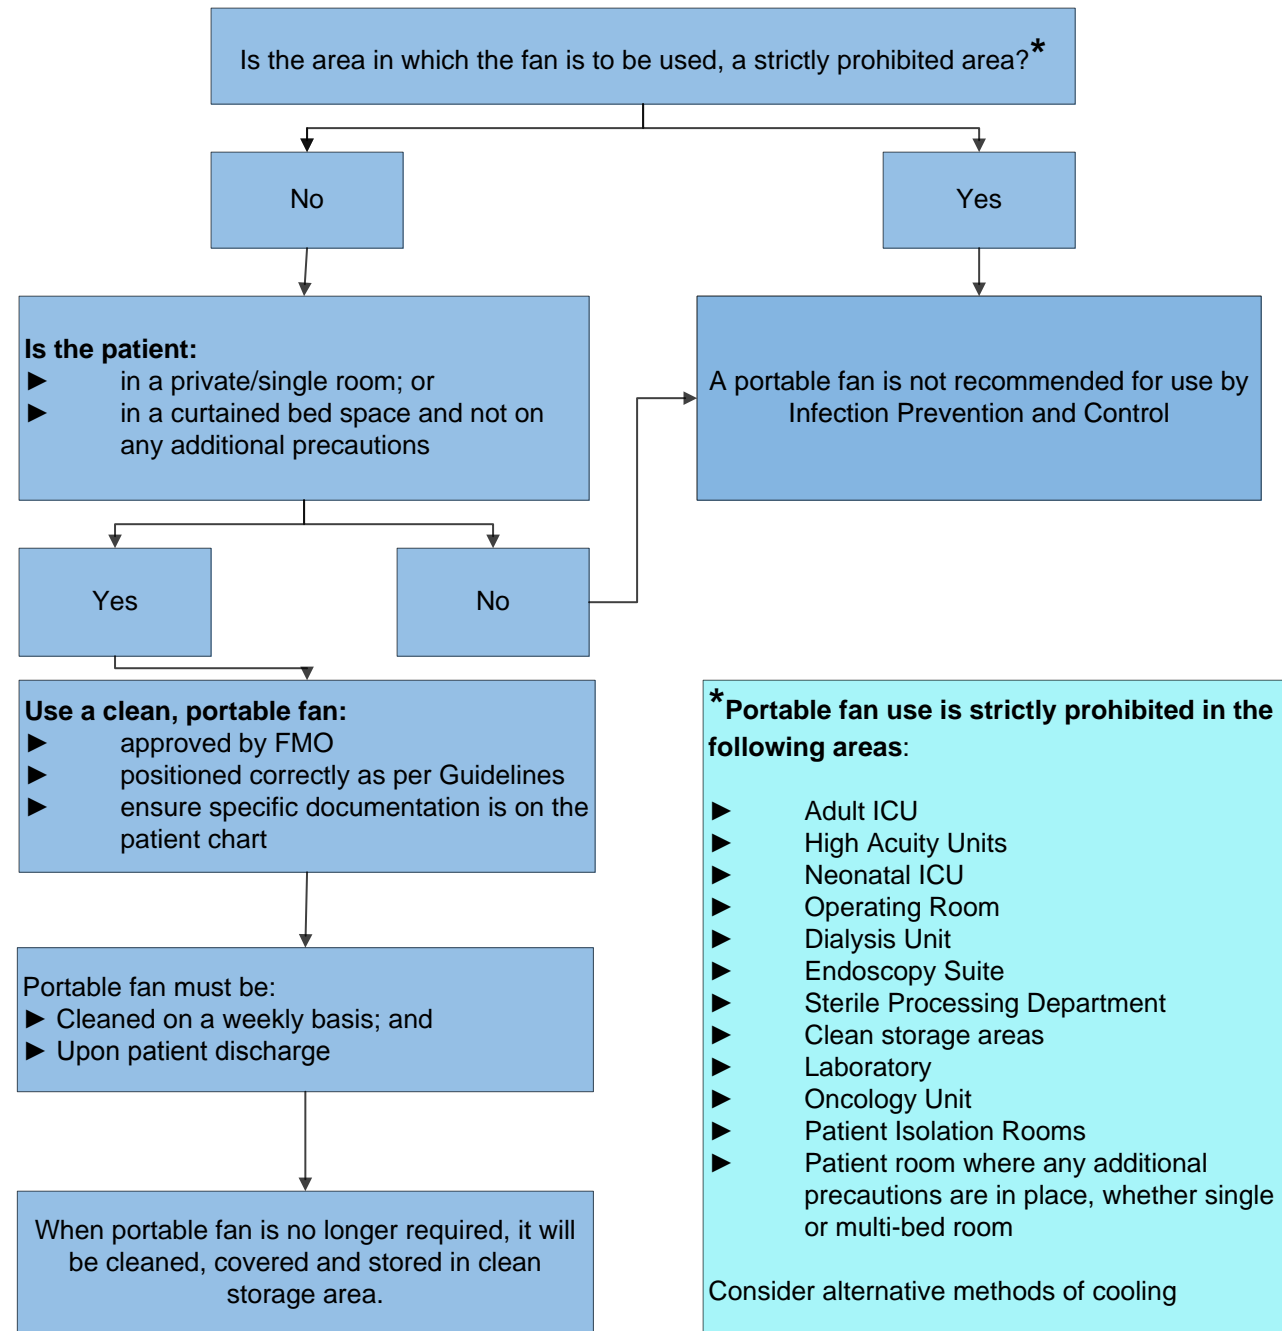 Is the area in which the fan is to be used, a strictly prohibited area?*
No
Yes
Is the patient:
► in a private/single room; or
► in a curtained bed space and not on
any additional precautions
A portable fan is not recommended for use by
Infection Prevention and Control
Yes
No
Use a clean, portable fan:
► approved by FMO
► positioned correctly as per Guidelines
► ensure specific documentation is on the
patient chart
Portable fan must be:
► Cleaned on a weekly basis; and
► Upon patient discharge
When portable fan is no longer required, it will
be cleaned, covered and stored in clean
storage area.
*Portable fan use is strictly prohibited in the
following areas:
► Adult ICU
► High Acuity Units
► Neonatal ICU
► Operating Room
► Dialysis Unit
► Endoscopy Suite
► Sterile Processing Department
► Clean storage areas
► Laboratory
► Oncology Unit
► Patient Isolation Rooms
► Patient room where any additional
precautions are in place, whether single
or multi-bed room
Consider alternative methods of cooling